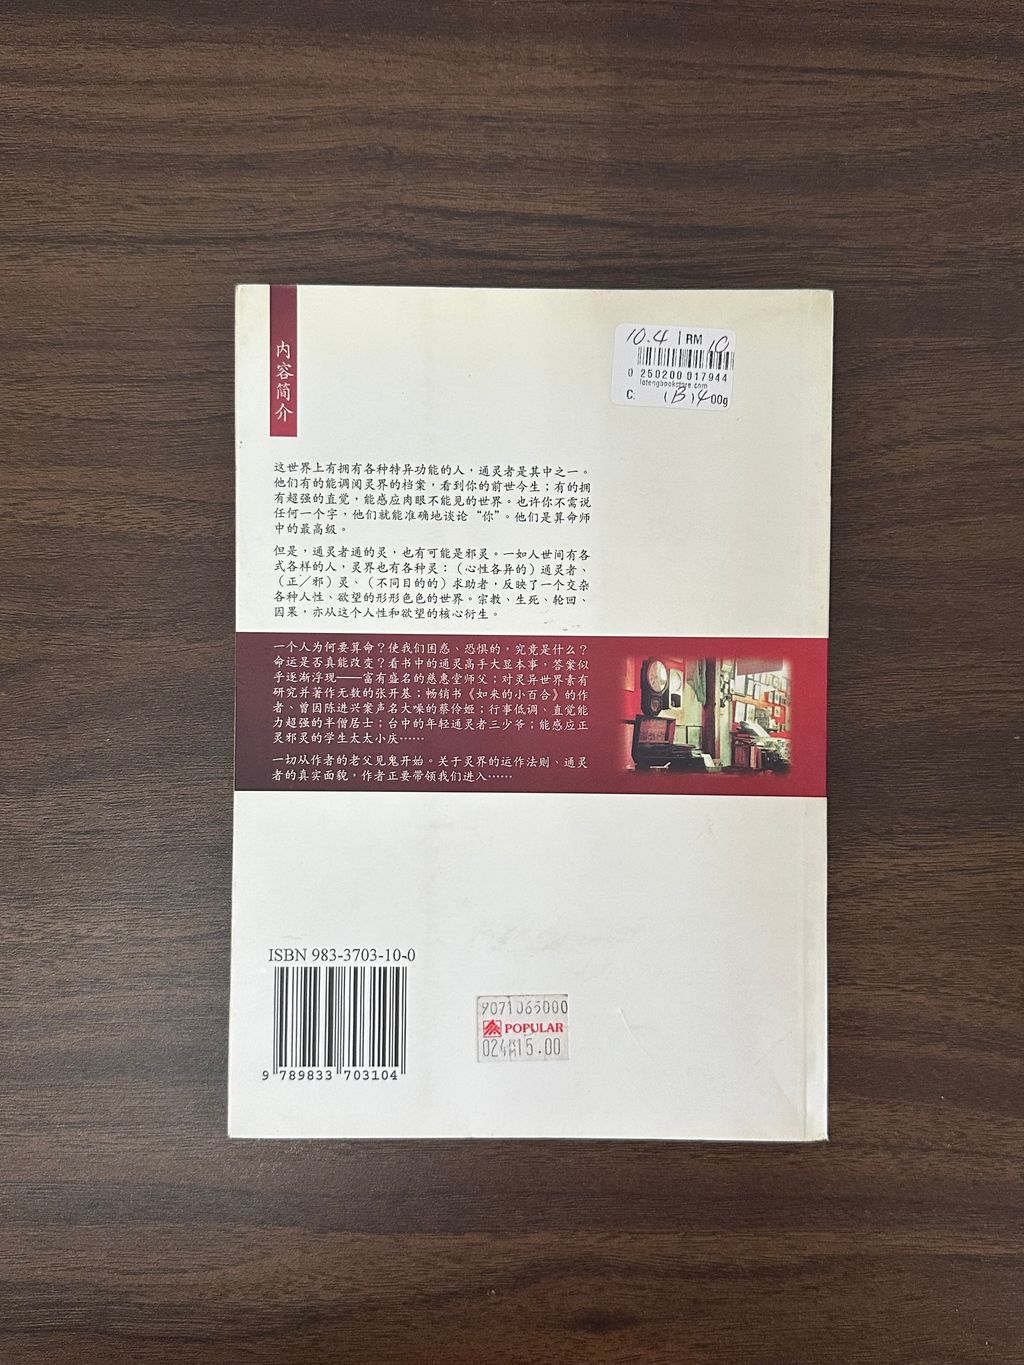 内容简介
10.4 RM 10
0 250200 017944
latengbookstore.com
C: (B) 400g
这世界上有拥有各种特异功能的人，通灵者是其中之一。
他们有的能调阅灵界的档案，看到你的前世今生；有的拥
有超强的直觉，能感应肉眼不能见的世界。也许你不需说
任何一个字，他们就能准确地谈论“你”。他们是算命师
中的最高级。
但是，通灵者通的灵，也有可能是邪灵。一如人世间有各
式各样的人，灵界也有各种灵：（心性各异的）通灵者、
（正／邪）灵、（不同目的的）求助者，反映了一个交杂
各种人性、欲望的形形色色的世界。宗教、生死、轮回、
因果，亦从这个人性和欲望的核心衍生。
一个人为何要算命？使我们困惑、恐惧的，究竟是什么？
命运是否真能改变？看书中的通灵高手大显本事，答案似
乎逐渐浮现——富有盛名的慈惠堂师父；对灵异世界素有
研究并著作无数的张开基；畅销书《如来的小百合》的作
者、曾因陈进兴案声名大噪的蔡伶姬；行事低调、直觉能
力超强的半僧居士；台中的年轻通灵者三少爷；能感应正
灵邪灵的学生太太小庆……
一切从作者的老父见鬼开始。关于灵界的运作法则、通灵
者的真实面貌，作者正要带领我们进入……
ISBN 983-3703-10-0
9 789833 703104
9071065000
POPULAR
024 RM15.00